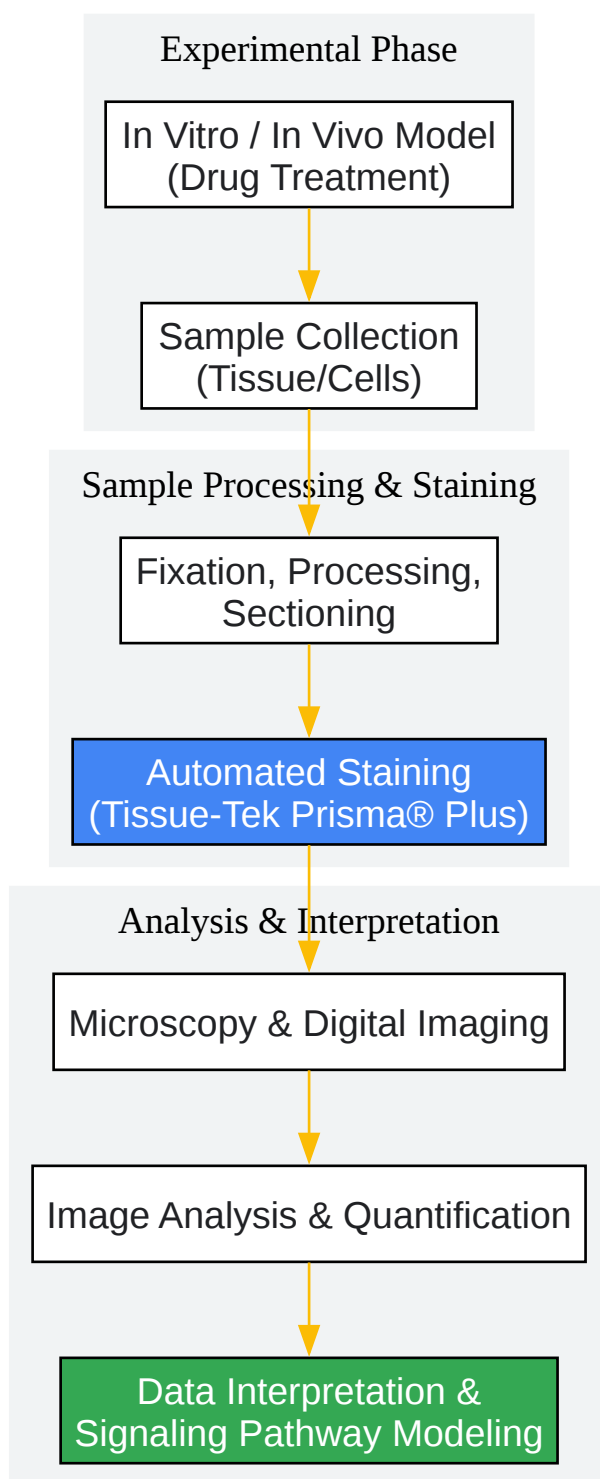 Experimental Phase
In Vitro / In Vivo Model
(Drug Treatment)
Sample Collection
(Tissue/Cells)
Sample Processing & Staining
Fixation, Processing,
Sectioning
Automated Staining
(Tissue-Tek Prisma® Plus)
Analysis & Interpretation
Microscopy & Digital Imaging
Image Analysis & Quantification
Data Interpretation &
Signaling Pathway Modeling